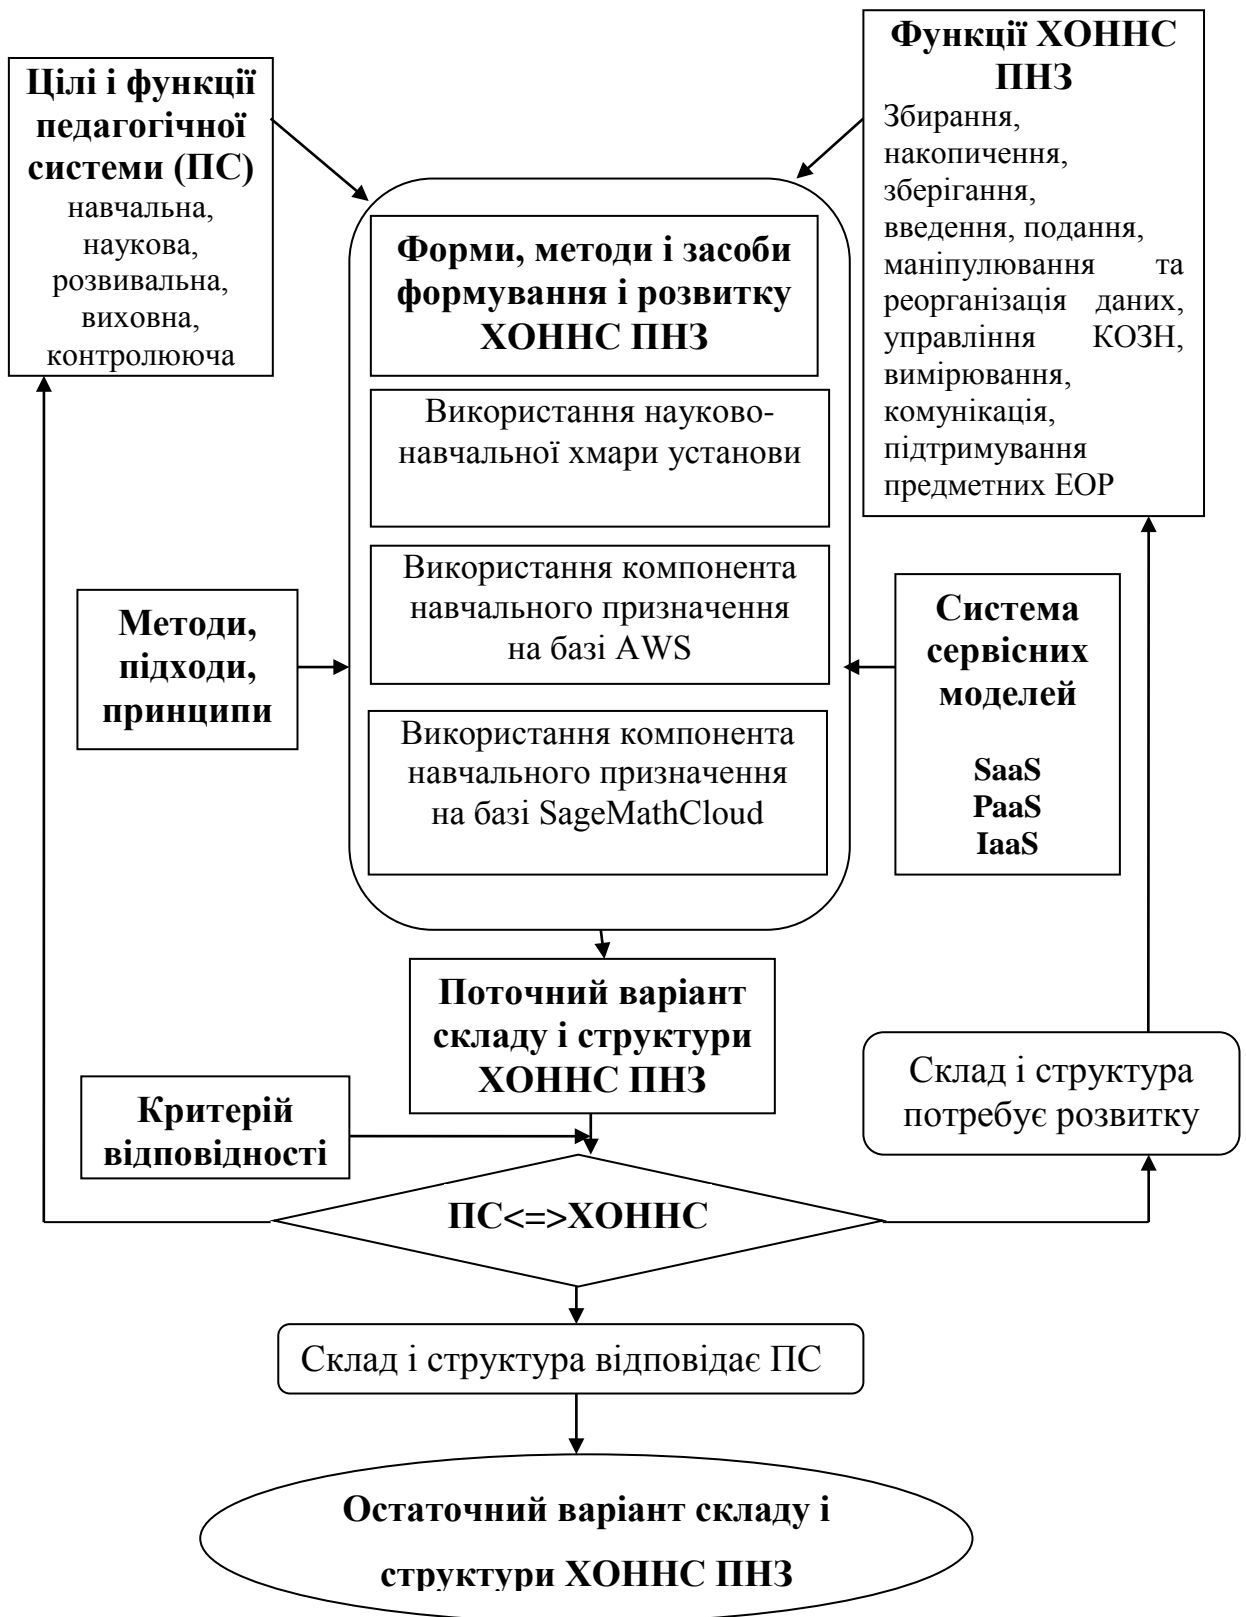 Цілі і функції
педагогічної
системи (ПС)
навчальна,
наукова,
розвивальна,
виховна,
контролююча
Функції ХОННС
ПНЗ
Збирання,
накопичення,
зберігання,
введення, подання,
маніпулювання та
реорганізація даних,
управління КОЗН,
вимірювання,
комунікація,
підтримування
предметних ЕОР
Форми, методи і засоби
формування і розвитку
ХОННС ПНЗ
Використання науково-
навчальної хмари установи
Використання компонента
навчального призначення
на базі AWS
Використання компонента
навчального призначення
на базі SageMathCloud
Методи,
підходи,
принципи
Система
сервісних
моделей
SaaS
PaaS
IaaS
Поточний варіант
складу і структури
ХОННС ПНЗ
Критерій
відповідності
Склад і структура
потребує розвитку
ПС<=>ХОННС
Склад і структура відповідає ПС
Остаточний варіант складу і
структури ХОННС ПНЗ